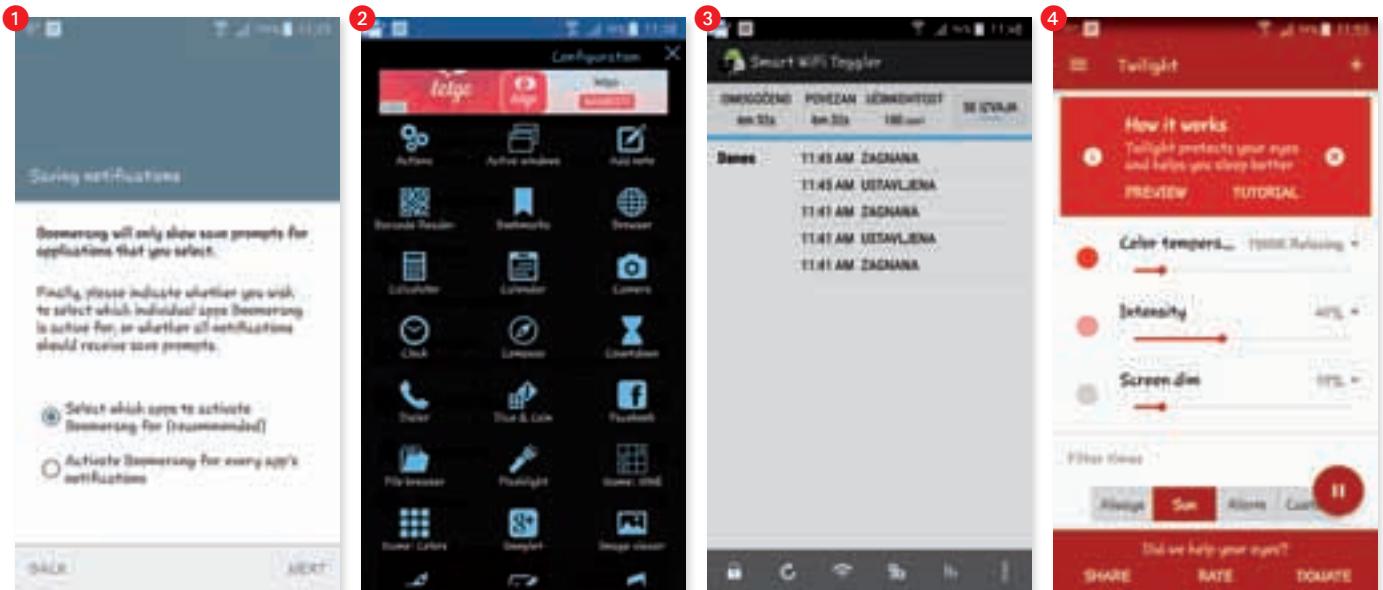 1
Saving notifications
Boomerang will only show save prompts for
applications that you select.
Finally, please indicate whether you wish
to select which individual apps Boomerang
is active for, or whether all notifications
should receive save prompts.
Select which apps to activate
Boomerang for (recommended)
Activate Boomerang for every app's
notifications
BACK
NEXT
2
Configuration
letgo
Actions
Active windows
Add note
Barcode Reader
Bookmarks
Browser
Calculator
Calendar
Camera
Clock
Compass
Countdown
Dialer
Dice & Coin
Facebook
File browser
Flashlight
Game: Colors
Image viewer
3
Smart WiFi Toggler
OMOGOČENO POVEZAN UČINKOVITOST SE IZVAJA
Danes 11:45 AM ZAGNANA
11:45 AM USTAVLJENA
11:41 AM ZAGNANA
11:41 AM USTAVLJENA
11:41 AM ZAGNANA
4
Twilight
How it works
Twilight protects your eyes
and helps you sleep better
PREVIEW TUTORIAL
Color tempera...
Intensity
Screen dim
Filter times
Always Sun Alarm
Did we help your eyes?
SHARE RATE DONATE